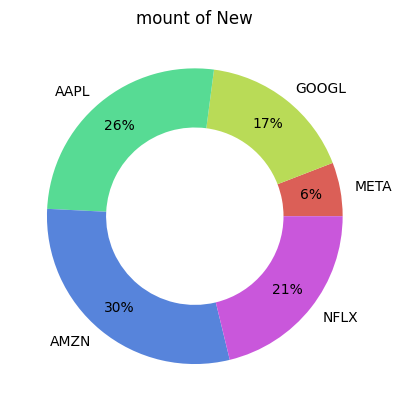 mount of New
AAPL
GOOGL
26%
17%
META
6%
30%
21%
AMZN
NFLX